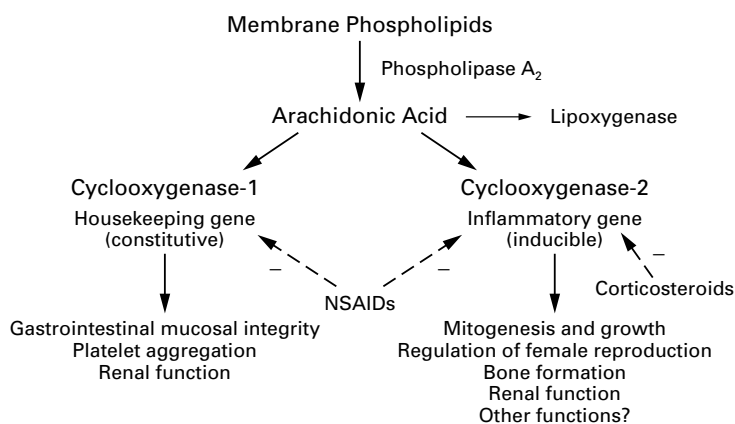 Membrane Phospholipids
Phospholipase A2
Arachidonic Acid
Lipoxygenase
Cyclooxygenase-1
Housekeeping gene
(constitutive)
Cyclooxygenase-2
Inflammatory gene
(inducible)
–
–
–
NSAIDs
Corticosteroids
Gastrointestinal mucosal integrity
Platelet aggregation
Renal function
Mitogenesis and growth
Regulation of female reproduction
Bone formation
Renal function
Other functions?